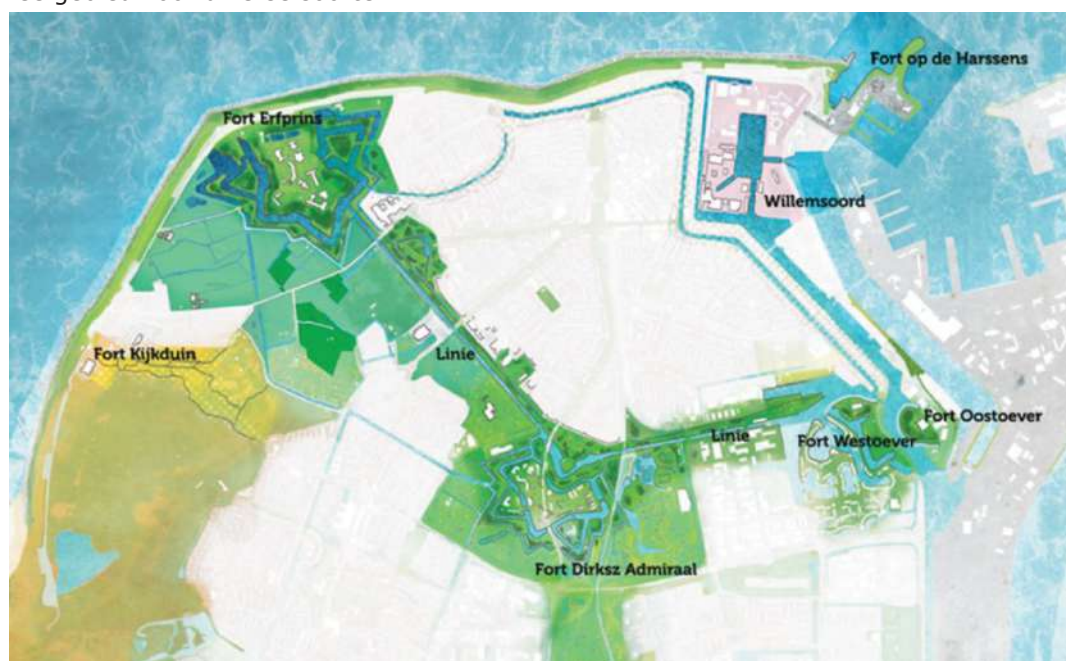 Fort op de Harssens
Fort Erfprins
Willemsoord
Fort Kijkduin
Linie
Fort Oostoever
Linie
Fort Westoever
Fort Dirksz Admiraal